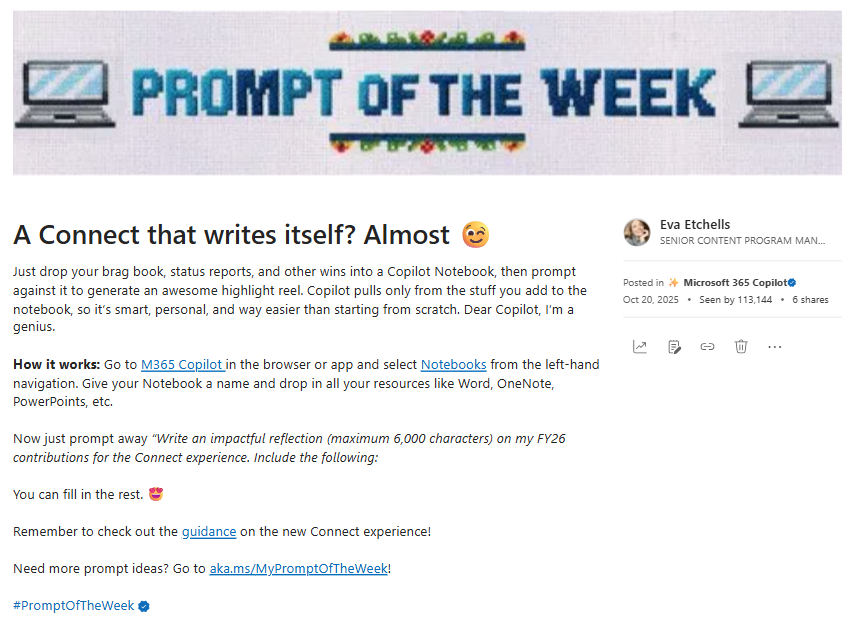 PROMPT OF THE WEEK
A Connect that writes itself? Almost 😉
Just drop your brag book, status reports, and other wins into a Copilot Notebook, then prompt
against it to generate an awesome highlight reel. Copilot pulls only from the stuff you add to the
notebook, so it's smart, personal, and way easier than starting from scratch. Dear Copilot, I'm a
genius.
How it works: Go to M365 Copilot in the browser or app and select Notebooks from the left-hand
navigation. Give your Notebook a name and drop in all your resources like Word, OneNote,
PowerPoints, etc.
Now just prompt away "Write an impactful reflection (maximum 6,000 characters) on my FY26
contributions for the Connect experience. Include the following:
You can fill in the rest. 😍
Remember to check out the guidance on the new Connect experience!
Need more prompt ideas? Go to aka.ms/MyPromptOfTheWeek!
#PromptOfTheWeek
Eva Etchells
SENIOR CONTENT PROGRAM MAN...
Posted in ✨ Microsoft 365 Copilot
Oct 20, 2025 • Seen by 113,144 • 6 shares